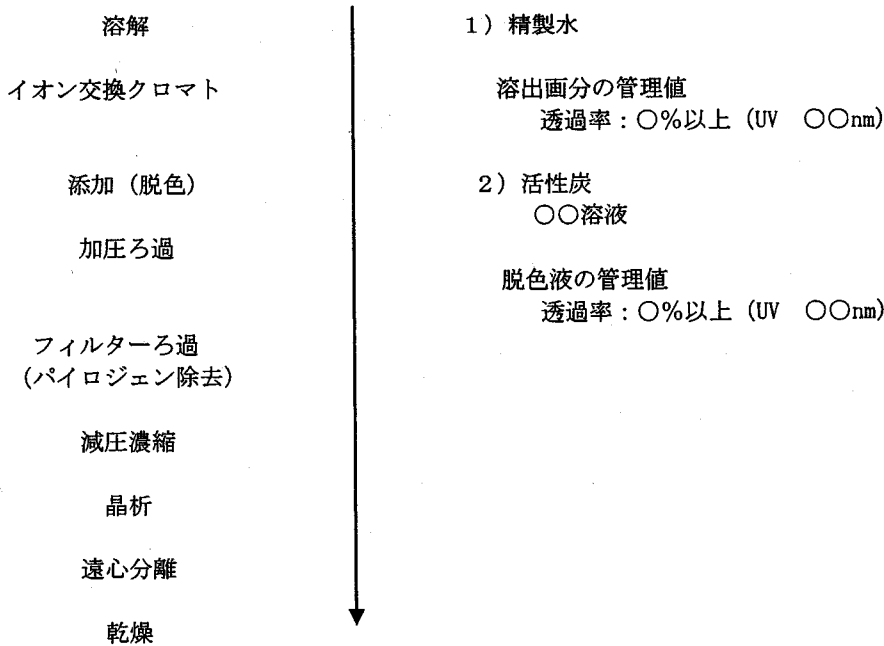 溶解
1)精製水
イオン交換クロマト
溶出画分の管理値
透過率:○%以上(UV ○○nm)
添加(脱色)
2)活性炭
○○溶液
加圧ろ過
脱色液の管理値
透過率:○%以上(UV ○○nm)
フィルターろ過
(パイロジェン除去)
減圧濃縮
晶析
遠心分離
乾燥